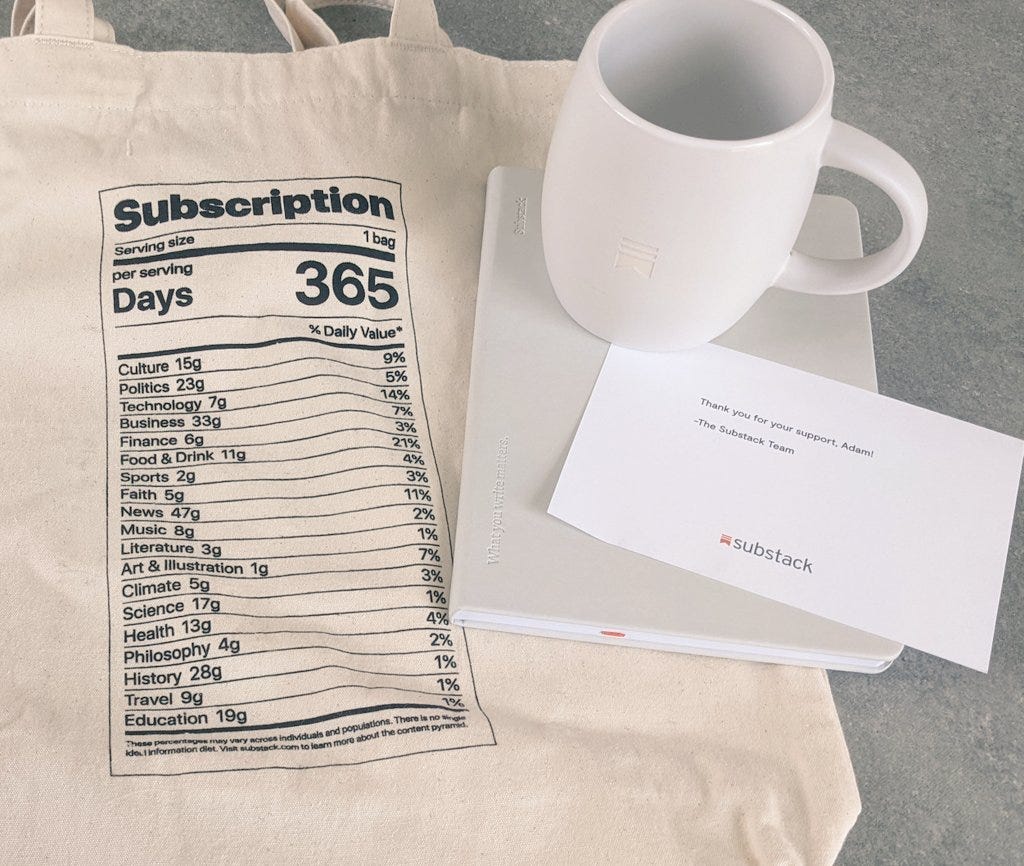 Subscription
Serving size 1 bag
per serving
Days 365
% Daily Value*
Culture 15g 9%
Politics 23g 5%
Technology 7g 14%
Business 33g 7%
Finance 6g 3%
Food & Drink 11g 21%
Sports 2g 4%
Faith 5g 3%
News 47g 11%
Music 8g 2%
Literature 3g 1%
Art & Illustration 1g 7%
Climate 5g 3%
Science 17g 1%
Health 13g 4%
Philosophy 4g 2%
History 28g 1%
Travel 9g 1%
Education 19g 1%
These percentages may vary across individuals and populations. There is no single
ideal information diet. Visit substack.com to learn more about the content pyramid.
Substack
What you write matters.
Thank you for your support, Adam!
-The Substack Team
substack